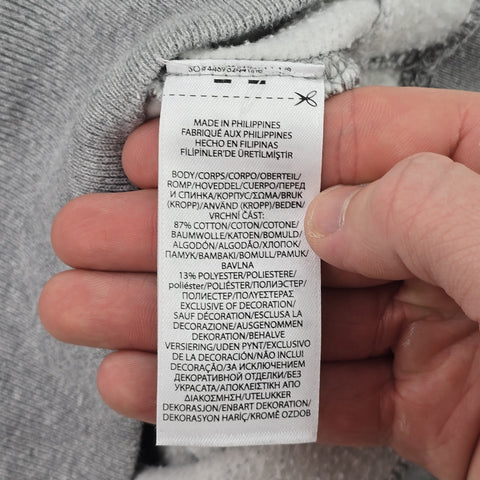 MADE IN PHILIPPINES
FABRIQUÉ AUX PHILIPPINES
HECHO EN FILIPINAS
FİLİPİNLER'DE ÜRETİLMİŞTİR
BODY/CORPS/CORPO/OBERTEIL/
ROMP/HOVEDDEL/CUERPO/ПЕРЕД
И СПИНКА/КОРПУС/ΣΩΜΑ/BRUK
(KROPP)/ANVÄND (KROPP)/BEDEN/
VRCHNÍ ČÁST:
87% COTTON/COTON/COTONE/
BAUMWOLLE/KATOEN/BOMULD/
ALGODÓN/ALGODÃO/ХЛОПОК
/ПАМУК/ΒΑΜΒΑΚΙ/BOMULL/PAMUK/
BAVLNA
13% POLYESTER/POLIESTERE/
poliéster/POLIÉSTER/ПОЛИЭСТЕР/
ПОЛИЕСТЕР/ΠΟΛΥΕΣΤΕΡΑΣ
EXCLUSIVE OF DECORATION/
SAUF DÉCORATION/ESCLUSA LA
DECORAZIONE/AUSGENOMMEN
DEKORATION/BEHALVE
VERSIERING/UDEN PYNT/EXCLUSIVO
DE LA DECORACIÓN/NÃO INCLUI
DECORAÇÃO/ЗА ИСКЛЮЧЕНИЕМ
ДЕКОРАТИВНОЙ ОТДЕЛКИ/БЕЗ
УКРАСАТА/ΑΠΟΚΛΕΙΣΤΙΚΗ ΑΠΟ
ΔΙΑΚΟΣΜΗΣΗ/UTELUKKER
DEKORASJON/ENBART DEKORATION/
DEKORASYON HARİÇ/KROMĚ OZDOB